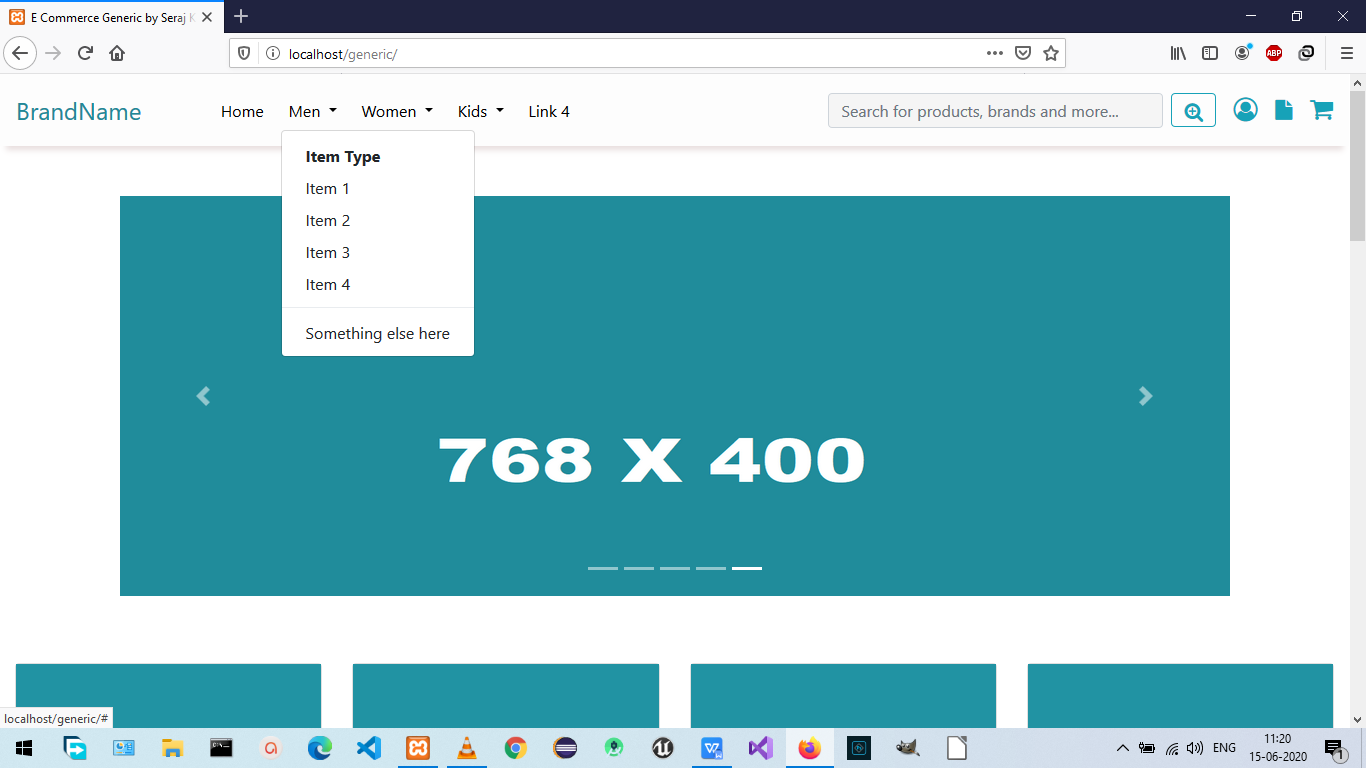 E Commerce Generic by Seraj K
localhost/generic/
ABP
BrandName
Home Men Women Kids Link 4
Search for products, brands and more...
Item Type
Item 1
Item 2
Item 3
Item 4
Something else here
768 X 400
localhost/generic/#
ENG
11:20
15-06-2020
1